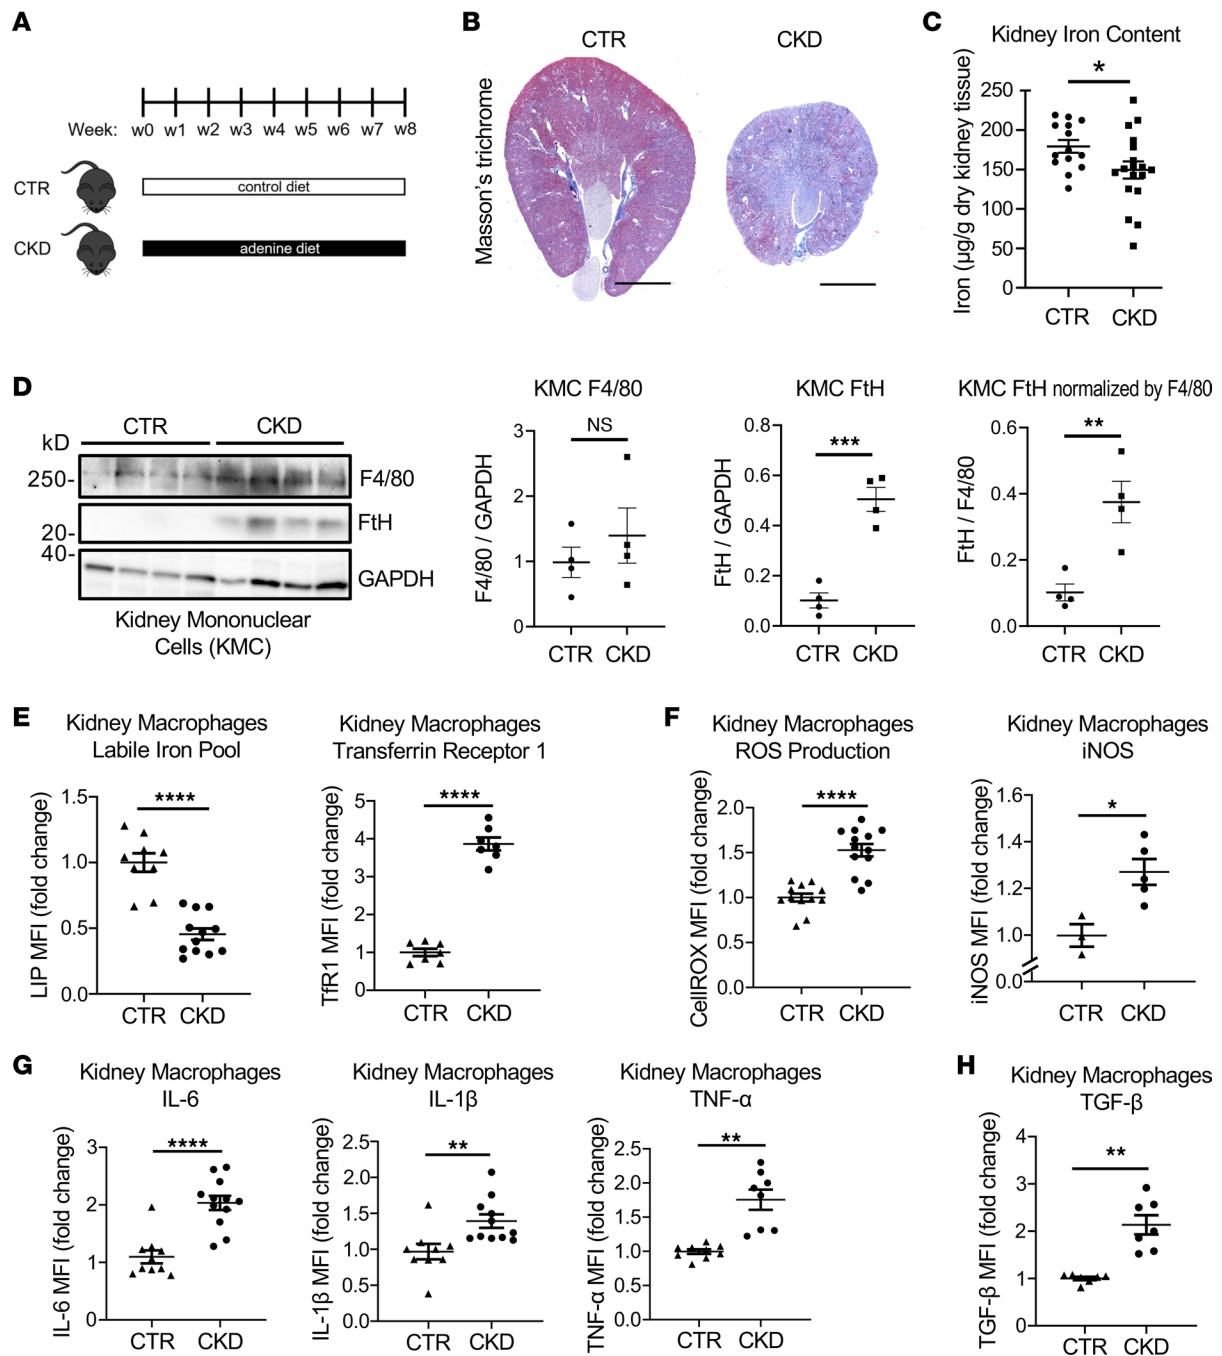 A
Week:
w0 w1 w2 w3 w4 w5 w6 w7 w8
CTR
control diet
CKD
adenine diet
B
CTR
CKD
Masson's trichrome
C
Kidney Iron Content
*
Iron (µg/g dry kidney tissue)
250
200
150
100
50
0
CTR CKD
D
kD
CTR
CKD
250-
F4/80
20-
FtH
40-
GAPDH
Kidney Mononuclear
Cells (KMC)
KMC F4/80
NS
F4/80 / GAPDH
3
2
1
0
CTR CKD
KMC FtH
***
FtH / GAPDH
0.8
0.6
0.4
0.2
0.0
CTR CKD
KMC FtH normalized by F4/80
**
FtH / F4/80
0.6
0.4
0.2
0.0
CTR CKD
E
Kidney Macrophages
Labile Iron Pool
****
LIP MFI (fold change)
1.5
1.0
0.5
0.0
CTR CKD
Kidney Macrophages
Transferrin Receptor 1
****
TfR1 MFI (fold change)
5
4
3
2
1
0
CTR CKD
F
Kidney Macrophages
ROS Production
****
CellROX MFI (fold change)
2.0
1.5
1.0
0.5
0.0
CTR CKD
Kidney Macrophages
iNOS
*
iNOS MFI (fold change)
1.6
1.4
1.2
1.0
0.0
CTR CKD
G
Kidney Macrophages
IL-6
****
IL-6 MFI (fold change)
3
2
1
0
CTR CKD
Kidney Macrophages
IL-1β
**
IL-1β MFI (fold change)
2.5
2.0
1.5
1.0
0.5
0.0
CTR CKD
Kidney Macrophages
TNF-α
**
TNF-α MFI (fold change)
2.5
2.0
1.5
1.0
0.5
0.0
CTR CKD
H
Kidney Macrophages
TGF-β
**
TGF-β MFI (fold change)
4
3
2
1
0
CTR CKD